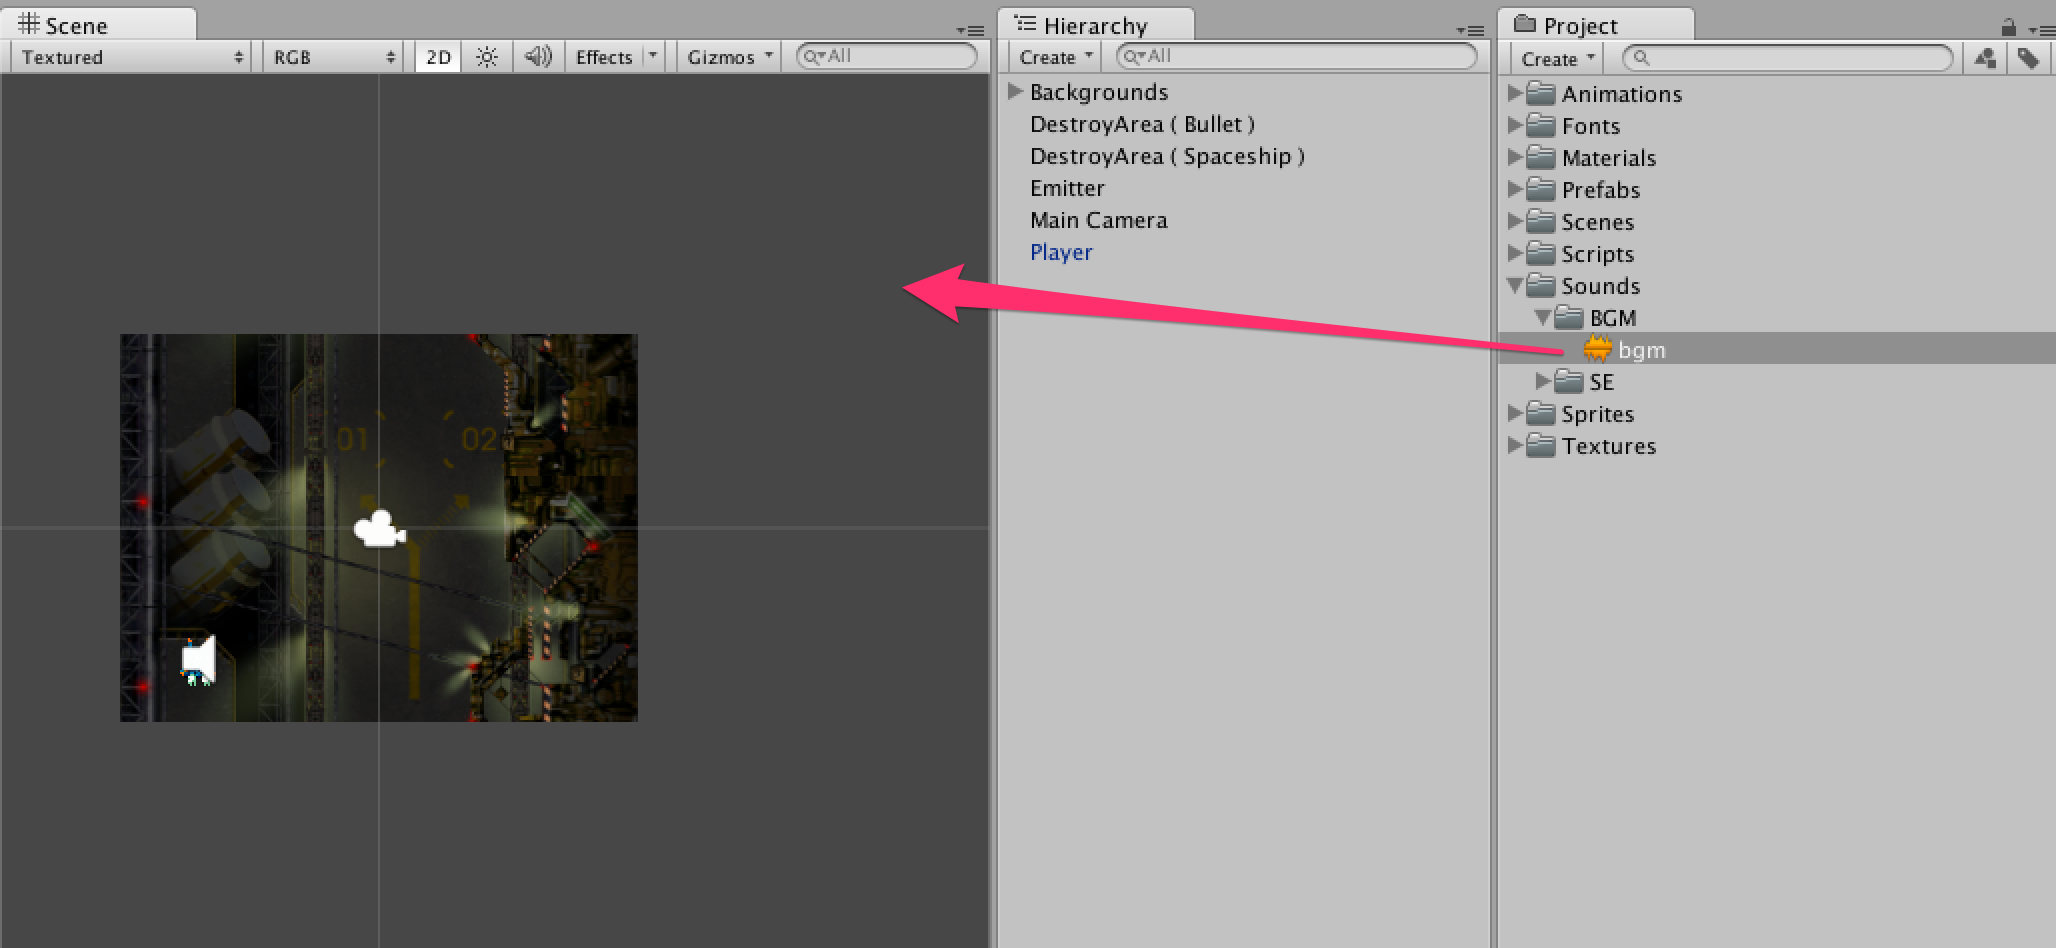 Scene
Textured
RGB
2D
Effects
Gizmos
All
01
02
Hierarchy
Create
All
Backgrounds
DestroyArea ( Bullet )
DestroyArea ( Spaceship )
Emitter
Main Camera
Player
Project
Create
Animations
Fonts
Materials
Prefabs
Scenes
Scripts
Sounds
BGM
bgm
SE
Sprites
Textures